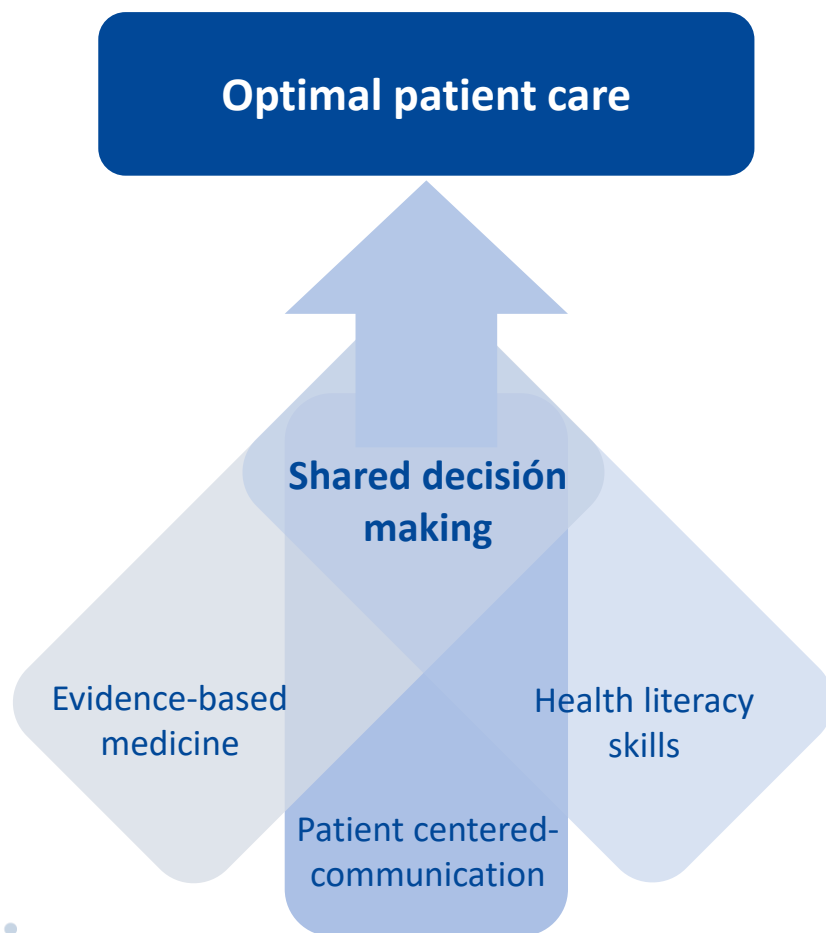 Optimal patient care
Shared decisión
making
Evidence-based
medicine
Health literacy
skills
Patient centered-
communication